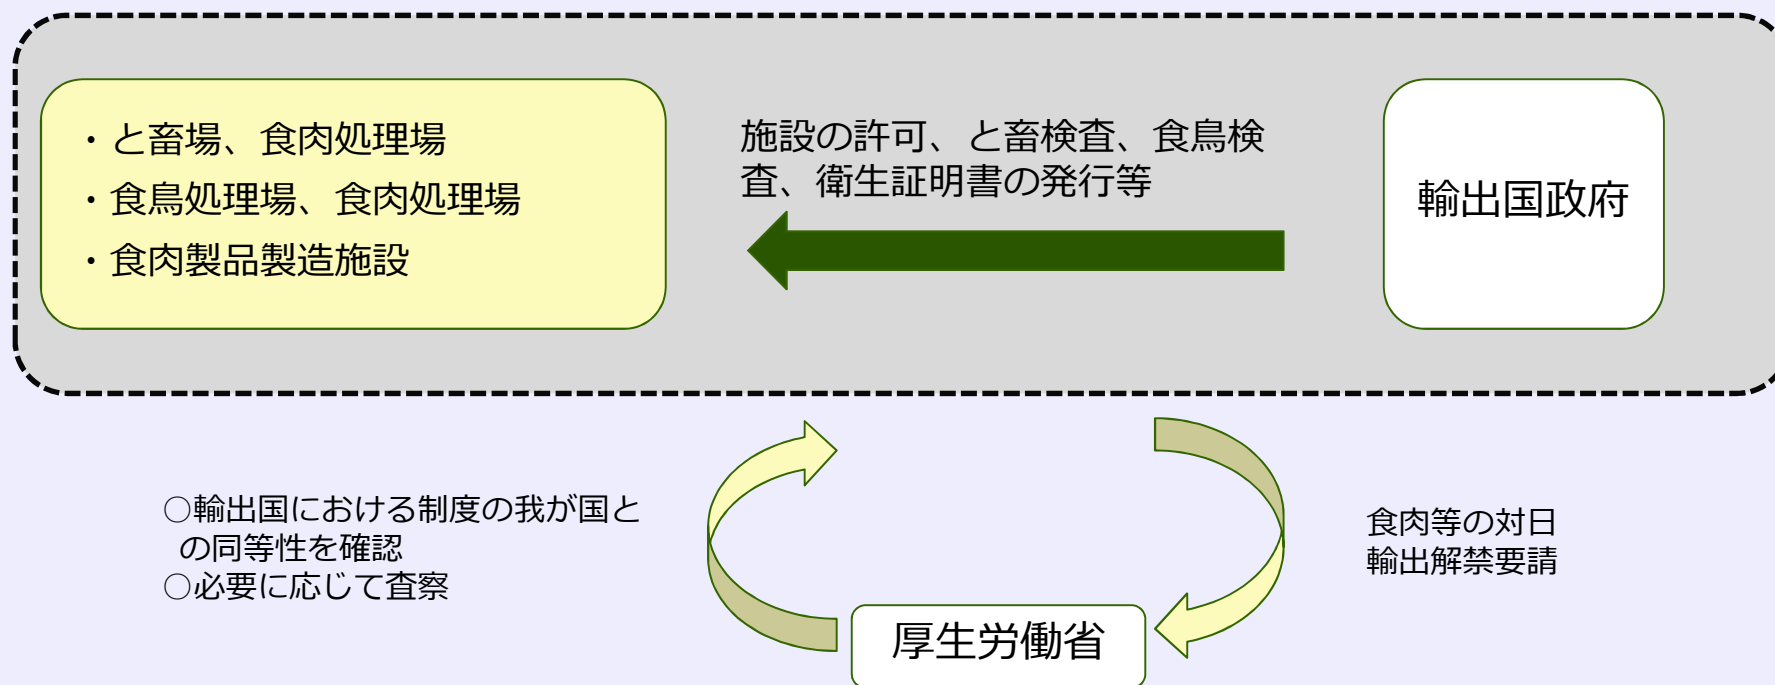 ・と畜場、食肉処理場
・食鳥処理場、食肉処理場
・食肉製品製造施設
施設の許可、と畜検査、食鳥検
査、衛生証明書の発行等
輸出国政府
○輸出国における制度の我が国と
の同等性を確認
○必要に応じて査察
食肉等の対日
輸出解禁要請
厚生労働省